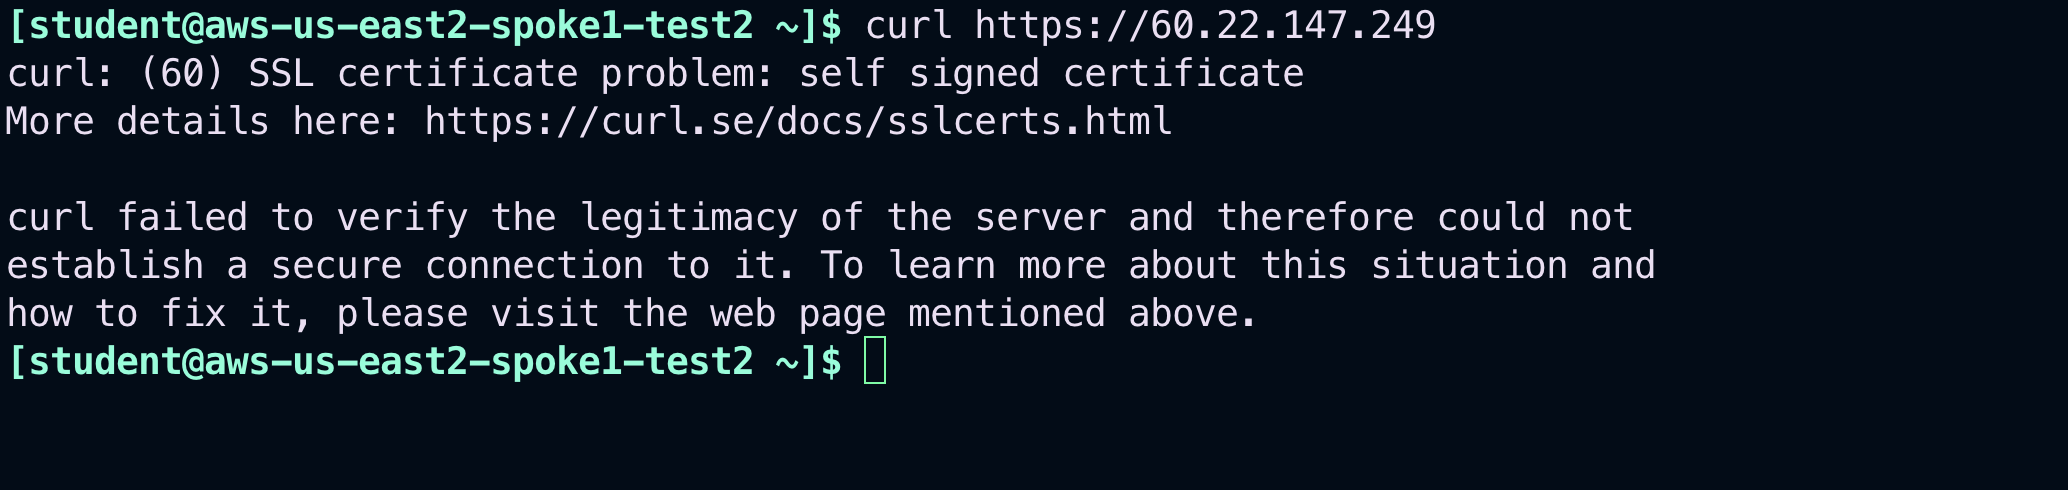 [student@aws-us-east2-spoke1-test2 ~]$ curl https://60.22.147.249
curl: (60) SSL certificate problem: self signed certificate
More details here: https://curl.se/docs/sslcerts.html

curl failed to verify the legitimacy of the server and therefore could not
establish a secure connection to it. To learn more about this situation and
how to fix it, please visit the web page mentioned above.
[student@aws-us-east2-spoke1-test2 ~]$